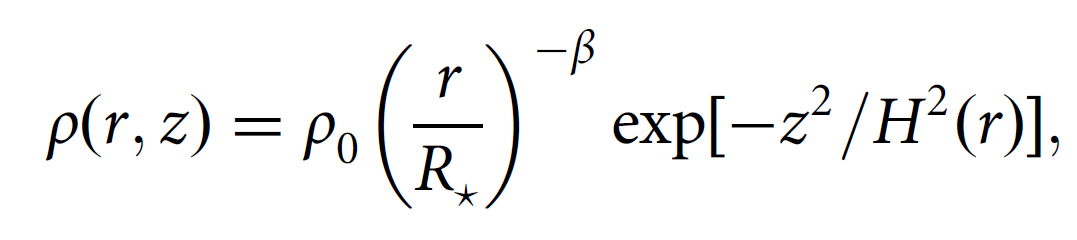 ρ(r, z) = ρ₀ (r/R⋆)^{−β} exp[−z²/H²(r)],